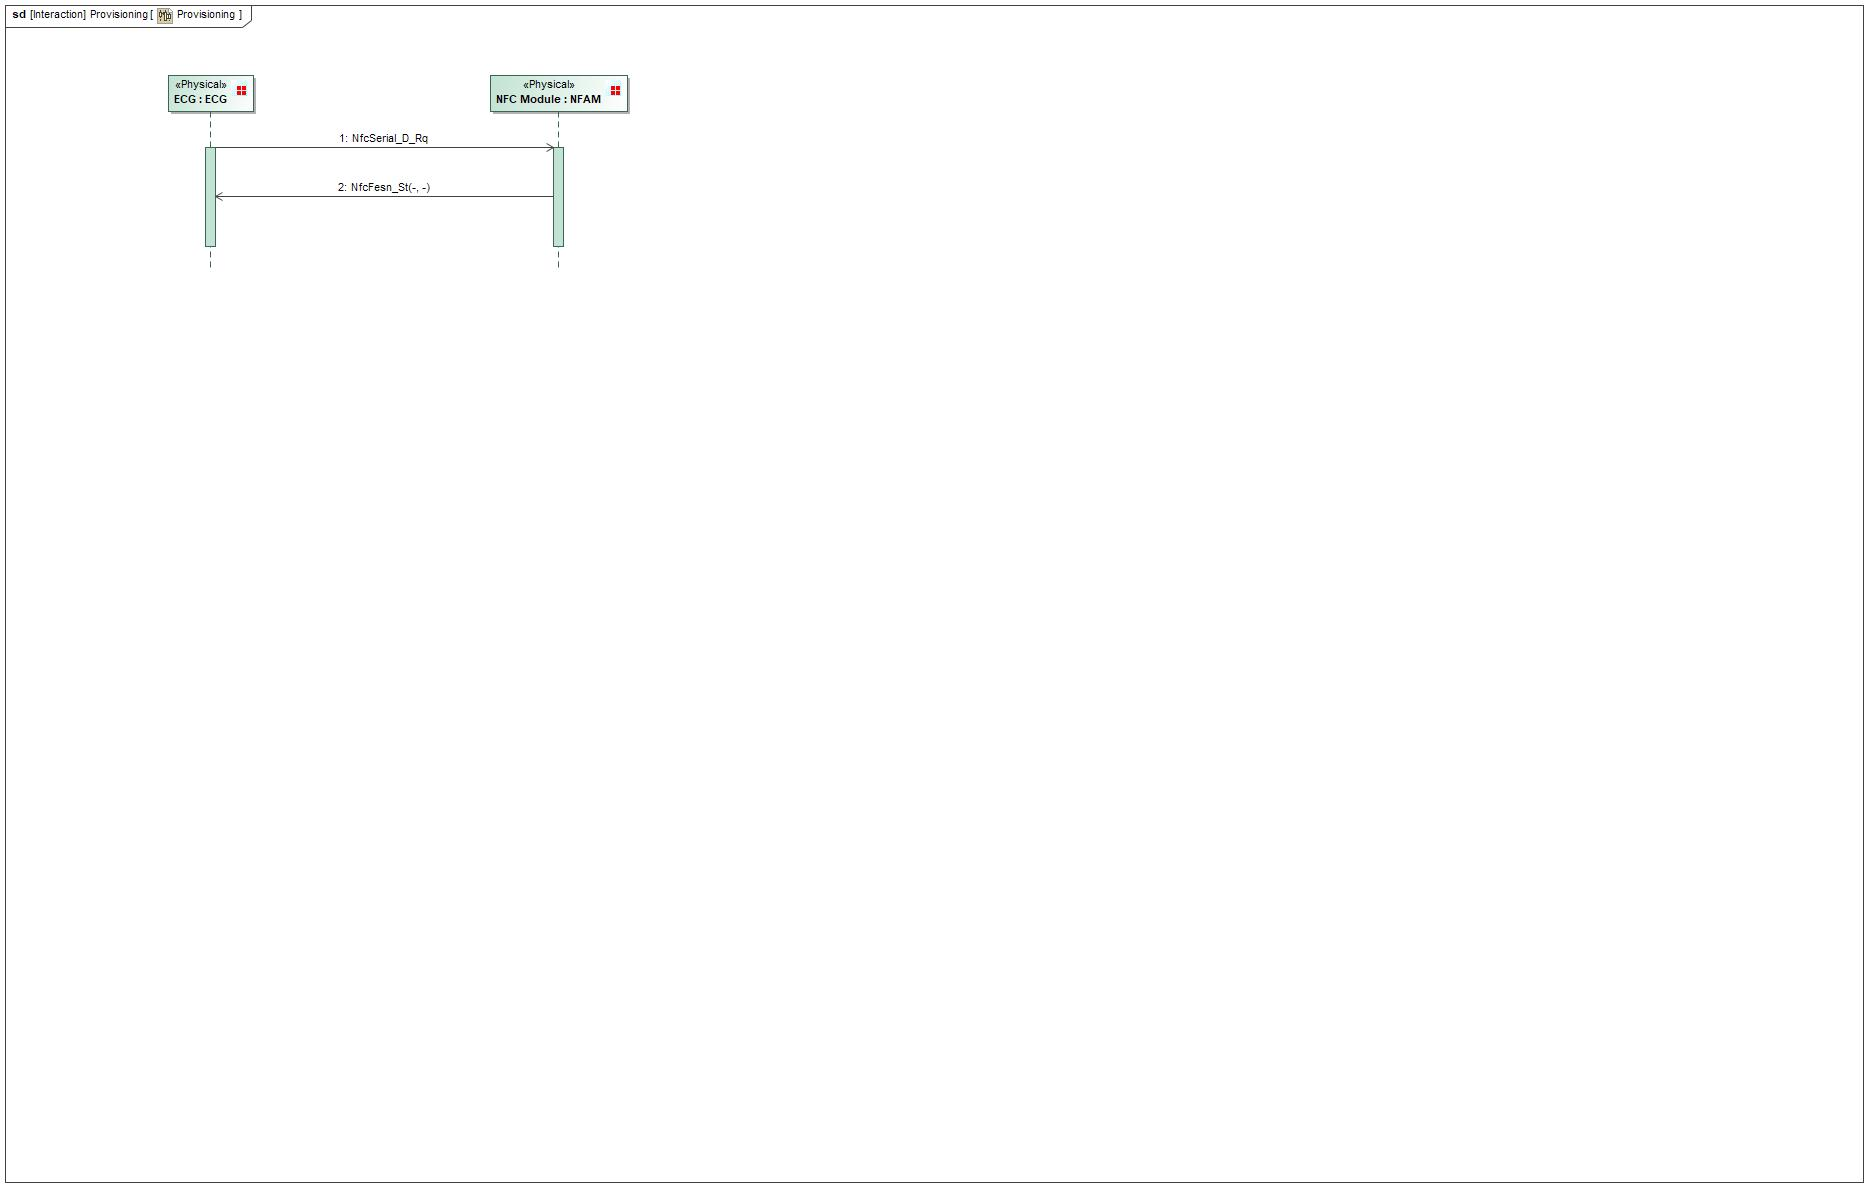 sd [Interaction] Provisioning [ Provisioning ]
«Physical»
ECG : ECG
«Physical»
NFC Module : NFAM
1: NfcSerial_D_Rq
2: NfcFesn_St(-, -)